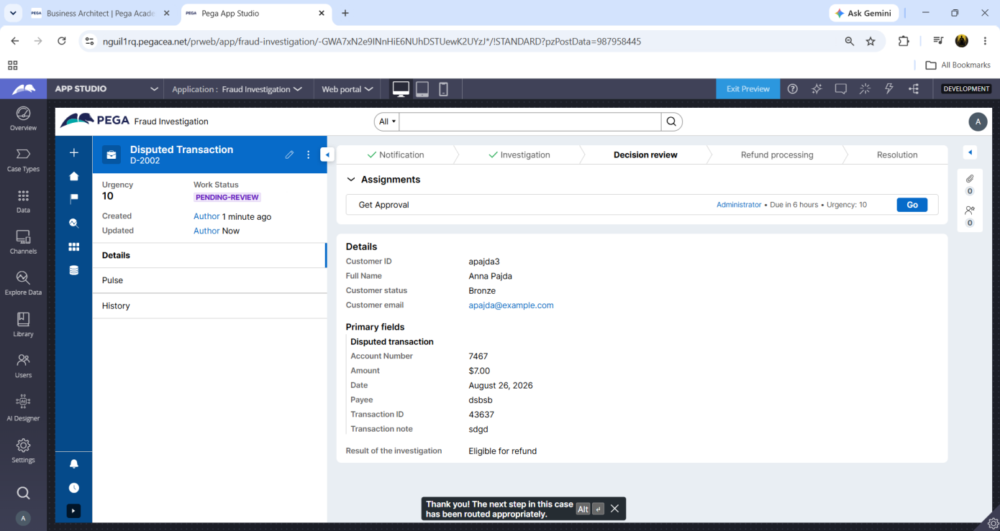 PEGA Business Architect | Pega Acade
PEGA Pega App Studio
Ask Gemini
nguil1rq.pegacea.net/prweb/app/fraud-investigation/-GWA7xN2e9INnHiE6NUhDSTUewK2UYzJ*/!STANDARD?pzPostData=987958445
All Bookmarks
APP STUDIO
Application : Fraud Investigation
Web portal
Exit Preview
DEVELOPMENT
Overview
Case Types
Data
Channels
Explore Data
Library
Users
AI Designer
Settings
A
PEGA Fraud Investigation
All
A
Disputed Transaction
D-2002
Urgency
10
Work Status
PENDING-REVIEW
Created Author 1 minute ago
Updated Author Now
Details
Pulse
History
Notification
Investigation
Decision review
Refund processing
Resolution
Assignments
Get Approval
Administrator • Due in 6 hours • Urgency: 10
Go
0
0
Details
Customer ID apajda3
Full Name Anna Pajda
Customer status Bronze
Customer email apajda@example.com
Primary fields
Disputed transaction
Account Number 7467
Amount $7.00
Date August 26, 2026
Payee dsbsb
Transaction ID 43637
Transaction note sdgd
Result of the investigation Eligible for refund
Thank you! The next step in this case
has been routed appropriately.
Alt